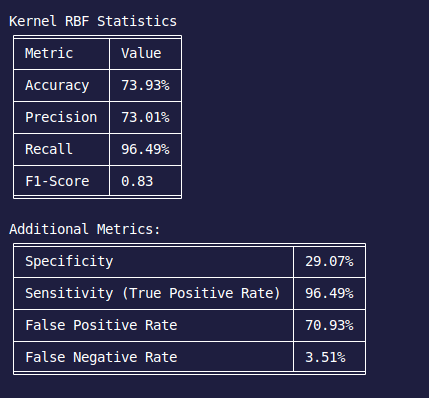 Kernel RBF Statistics
Metric Value
Accuracy 73.93%
Precision 73.01%
Recall 96.49%
F1-Score 0.83
Additional Metrics:
Specificity 29.07%
Sensitivity (True Positive Rate) 96.49%
False Positive Rate 70.93%
False Negative Rate 3.51%